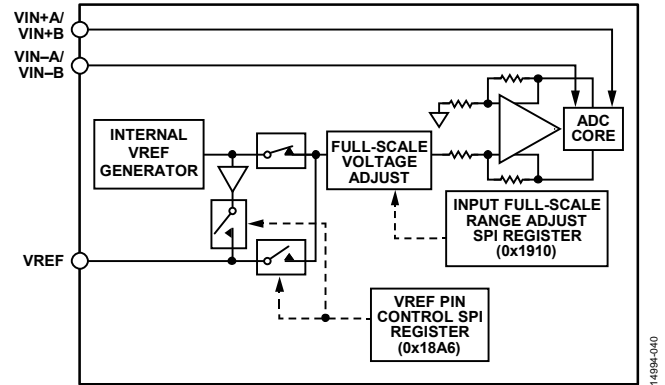 VIN+A/
VIN+B
VIN–A/
VIN–B
INTERNAL
VREF
GENERATOR
FULL-SCALE
VOLTAGE
ADJUST
ADC
CORE
INPUT FULL-SCALE
RANGE ADJUST
SPI REGISTER
(0x1910)
VREF
VREF PIN
CONTROL SPI
REGISTER
(0x18A6)
14994-040